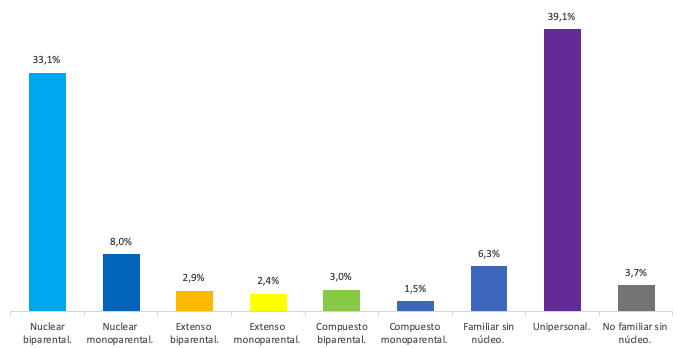 39,1%
33,1%
8,0%
6,3%
3,7%
2,9%
3,0%
2,4%
1,5%
Nuclear biparental.
Nuclear monoparental.
Extenso biparental.
Extenso monoparental.
Compuesto biparental.
Compuesto monoparental.
Familiar sin núcleo.
Unipersonal.
No familiar sin núcleo.